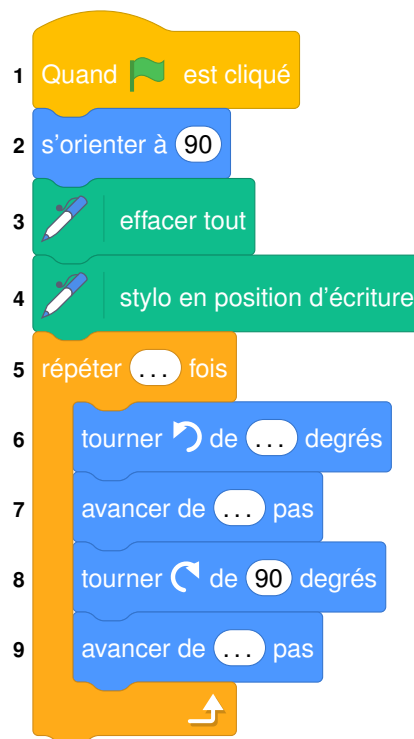 1 Quand est cliqué
2 s'orienter à 90
3 effacer tout
4 stylo en position d'écriture
5 répéter ... fois
6 tourner de ... degrés
7 avancer de ... pas
8 tourner de 90 degrés
9 avancer de ... pas